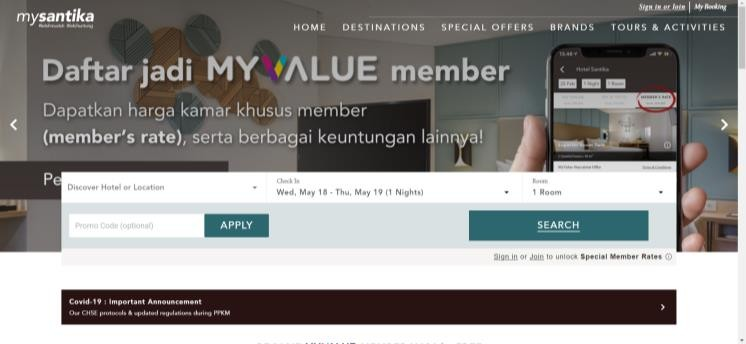 mysantika
Sign in or Join | My Booking
HOME DESTINATIONS SPECIAL OFFERS BRANDS TOURS & ACTIVITIES
Daftar jadi MYVALUE member
Dapatkan harga kamar khusus member
(member's rate), serta berbagai keuntungan lainnya!
Pe
Hotel Santika
1 Night
1 Room
MEMBER'S RATE
Discover Hotel or Location
Check In
Wed, May 18 - Thu, May 19 (1 Nights)
Room
1 Room
Promo Code (optional)
APPLY
SEARCH
Sign in or Join to unlock Special Member Rates
Covid-19 : Important Announcement
Our CHSE protocols & updated regulations during PPKM